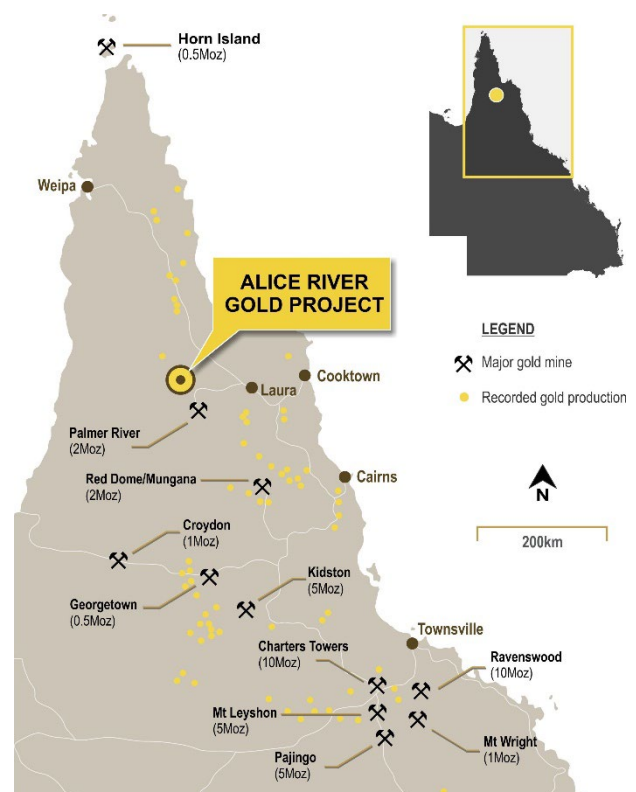 Horn Island
(0.5Moz)
Weipa
ALICE RIVER
GOLD PROJECT
LEGEND
Major gold mine
Recorded gold production
Cooktown
Laura
Palmer River
(2Moz)
Red Dome/Mungana
(2Moz)
Cairns
N
200km
Croydon
(1Moz)
Georgetown
(0.5Moz)
Kidston
(5Moz)
Townsville
Charters Towers
(10Moz)
Ravenswood
(10Moz)
Mt Leyshon
(5Moz)
Mt Wright
(1Moz)
Pajingo
(5Moz)